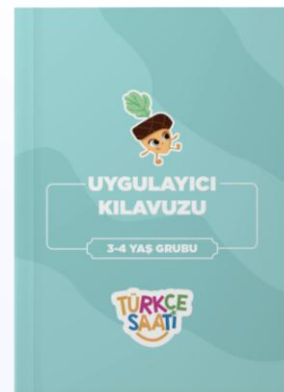 UYGULAYICI
KILAVUZU
3-4 YAŞ GRUBU
TÜRKÇE
SAATİ